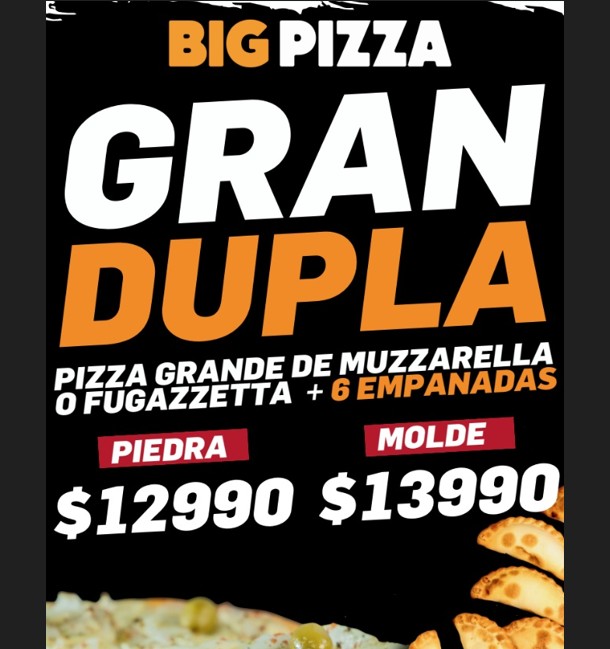 BIG PIZZA
GRAN
DUPLA
PIZZA GRANDE DE MUZZARELLA
O FUGAZZETTA + 6 EMPANADAS
PIEDRA MOLDE
$12990 $13990